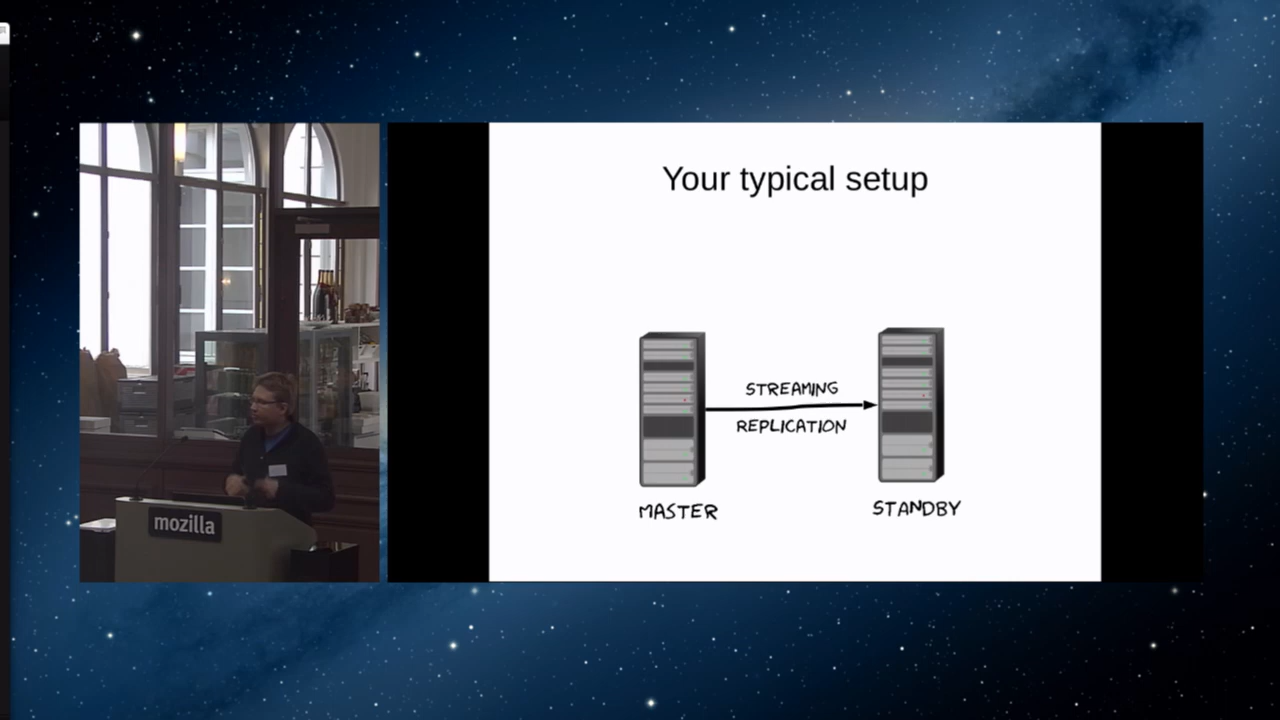 mozilla
Your typical setup
STREAMING
REPLICATION
MASTER
STANDBY